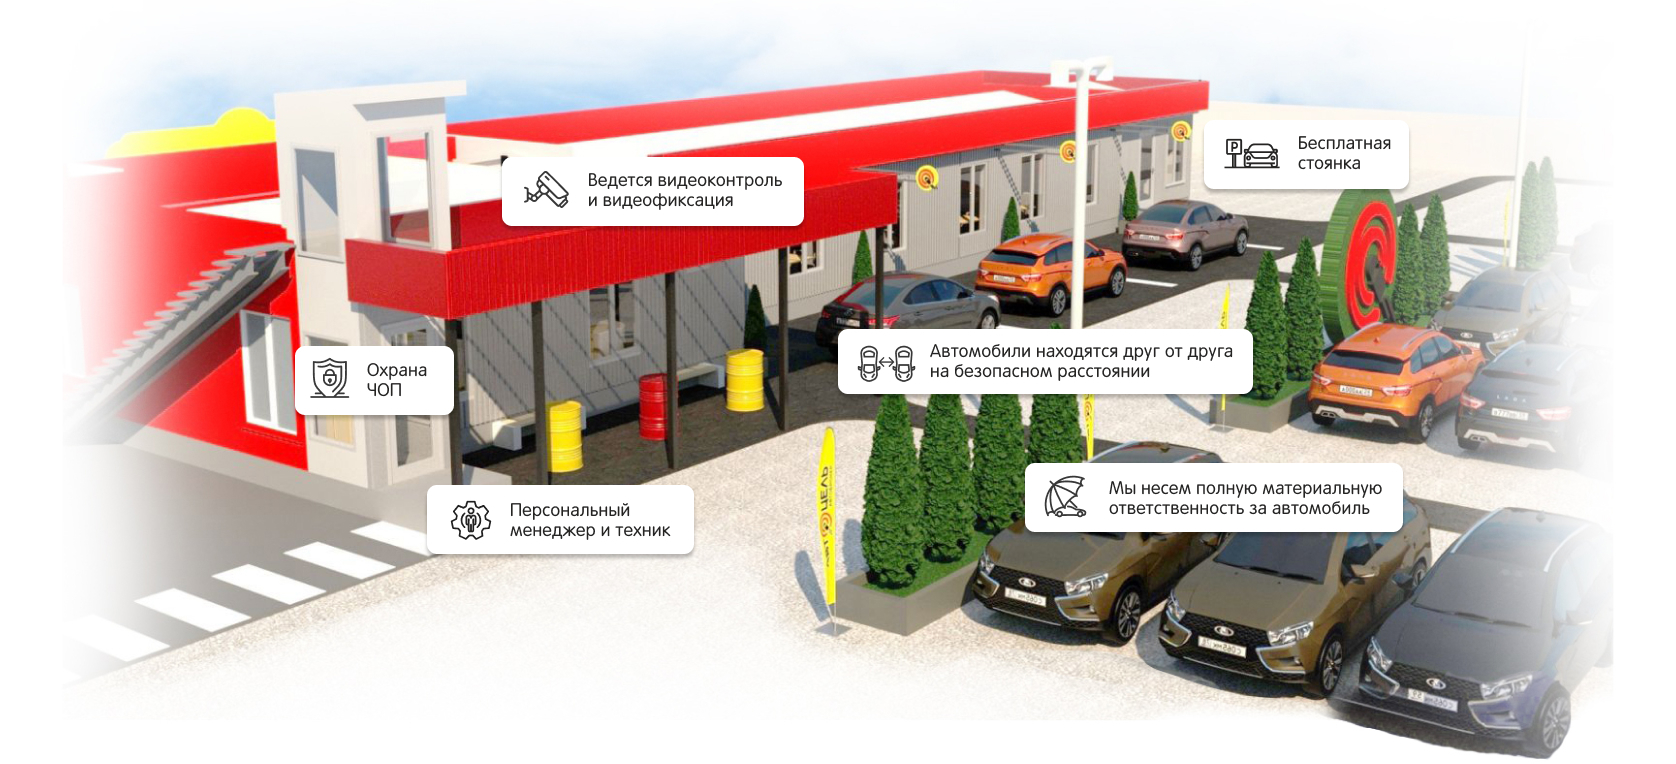 Бесплатная
стоянка
Ведется видеоконтроль
и видеофиксация
Автомобили находятся друг от друга
на безопасном расстоянии
Охрана
ЧОП
Мы несем полную материальную
ответственность за автомобиль
Персональный
менеджер и техник